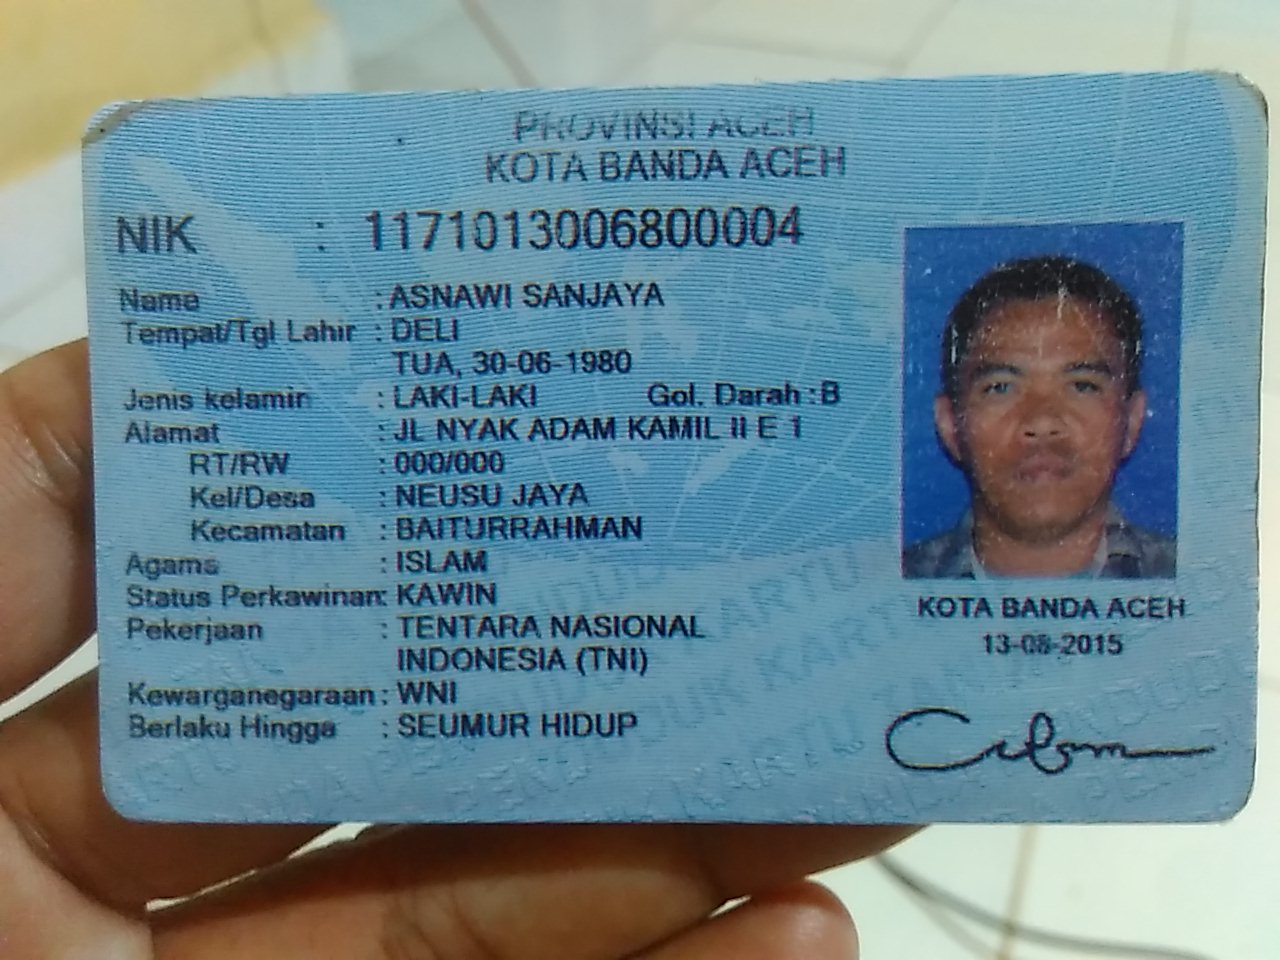 PROVINSI ACEH
KOTA BANDA ACEH
NIK : 1171013006800004
Nama : ASNAWI SANJAYA
Tempat/Tgl Lahir : DELI
TUA, 30-06-1980
Jenis kelamin : LAKI-LAKI Gol. Darah : B
Alamat : JL NYAK ADAM KAMIL II E 1
RT/RW : 000/000
Kel/Desa : NEUSU JAYA
Kecamatan : BAITURRAHMAN
Agama : ISLAM
Status Perkawinan: KAWIN
Pekerjaan : TENTARA NASIONAL
INDONESIA (TNI)
Kewarganegaraan : WNI
Berlaku Hingga : SEUMUR HIDUP
KOTA BANDA ACEH
13-08-2015